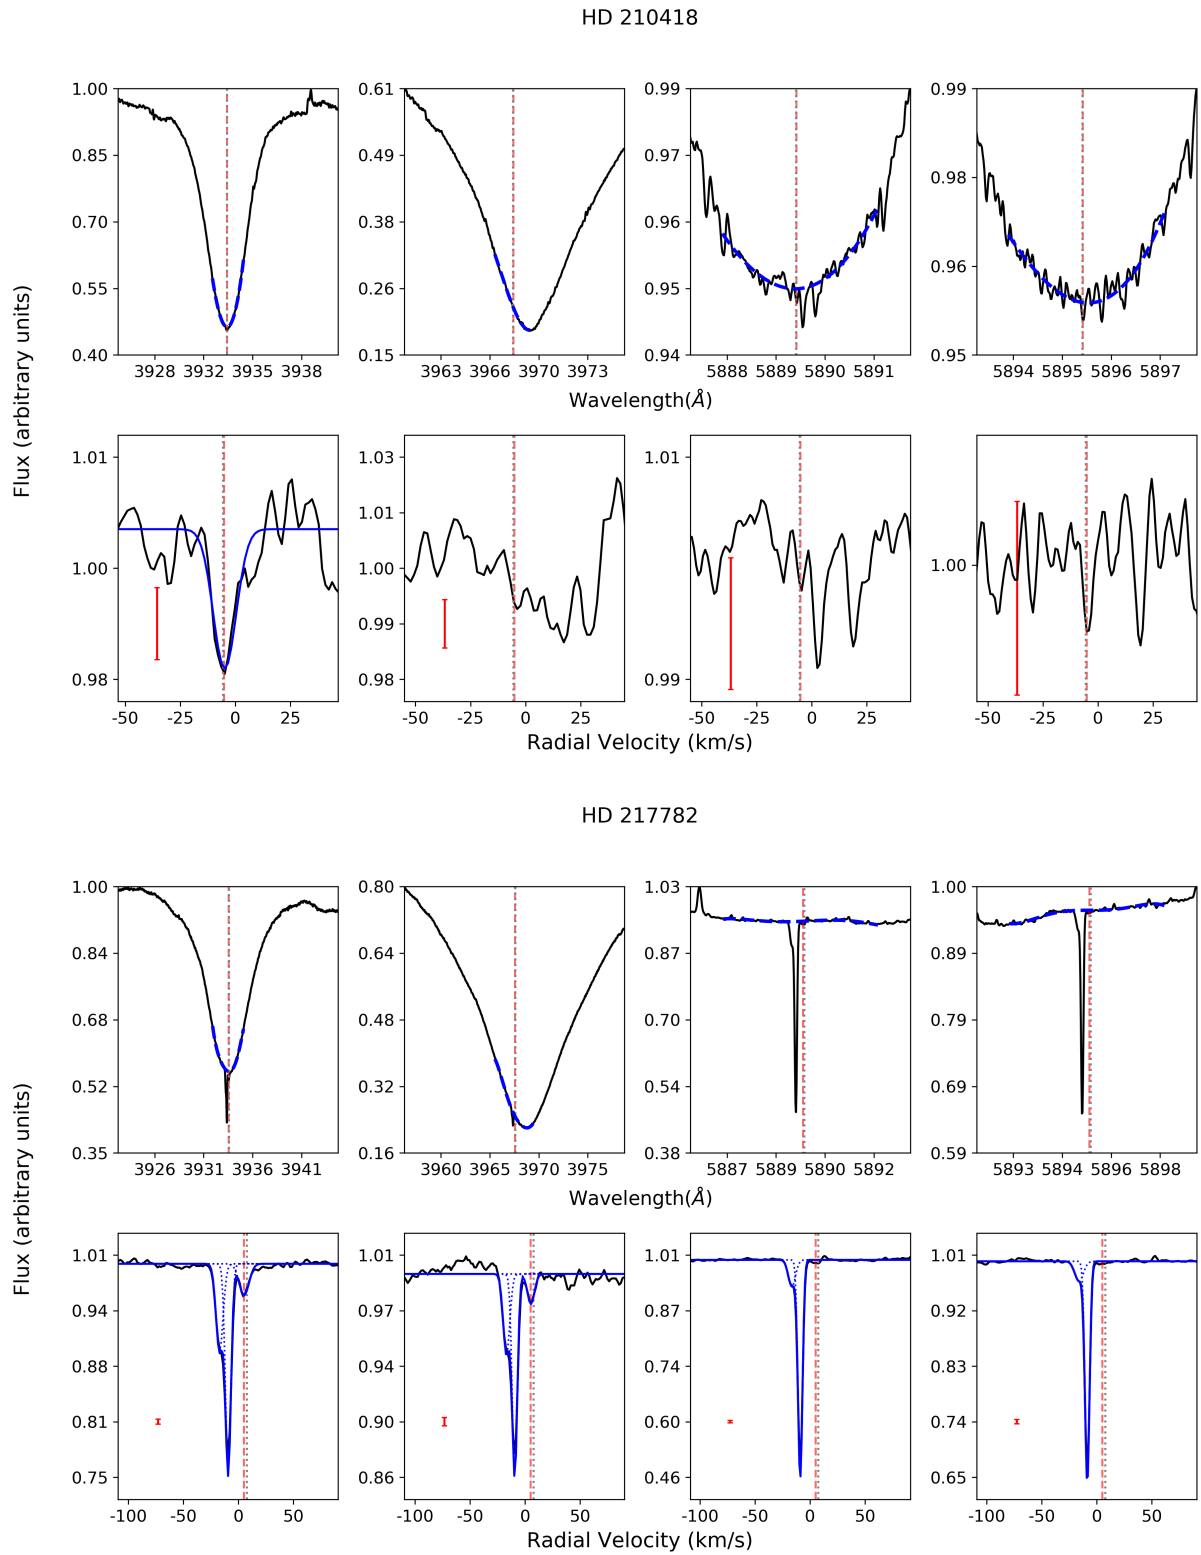 HD 210418
1.00
0.85
0.70
0.55
0.40
3928 3932 3935 3938
0.61
0.49
0.38
0.26
0.15
3963 3966 3970 3973
0.99
0.97
0.96
0.95
0.94
5888 5889 5890 5891
0.99
0.98
0.96
0.95
5894 5895 5896 5897
Wavelength(Å)
Flux (arbitrary units)
1.01
1.00
0.98
-50 -25 0 25
1.03
1.01
1.00
0.99
0.98
-50 -25 0 25
1.01
0.99
-50 -25 0 25
1.00
-50 -25 0 25
Radial Velocity (km/s)
HD 217782
1.00
0.84
0.68
0.52
0.35
3926 3931 3936 3941
0.80
0.64
0.48
0.32
0.16
3960 3965 3970 3975
1.03
0.87
0.70
0.54
0.38
5887 5889 5890 5892
1.00
0.89
0.79
0.69
0.59
5893 5894 5896 5898
Wavelength(Å)
Flux (arbitrary units)
1.01
0.94
0.88
0.81
0.75
-100 -50 0 50
1.01
0.97
0.94
0.90
0.86
-100 -50 0 50
1.01
0.87
0.74
0.60
0.46
-100 -50 0 50
1.01
0.92
0.83
0.74
0.65
-100 -50 0 50
Radial Velocity (km/s)